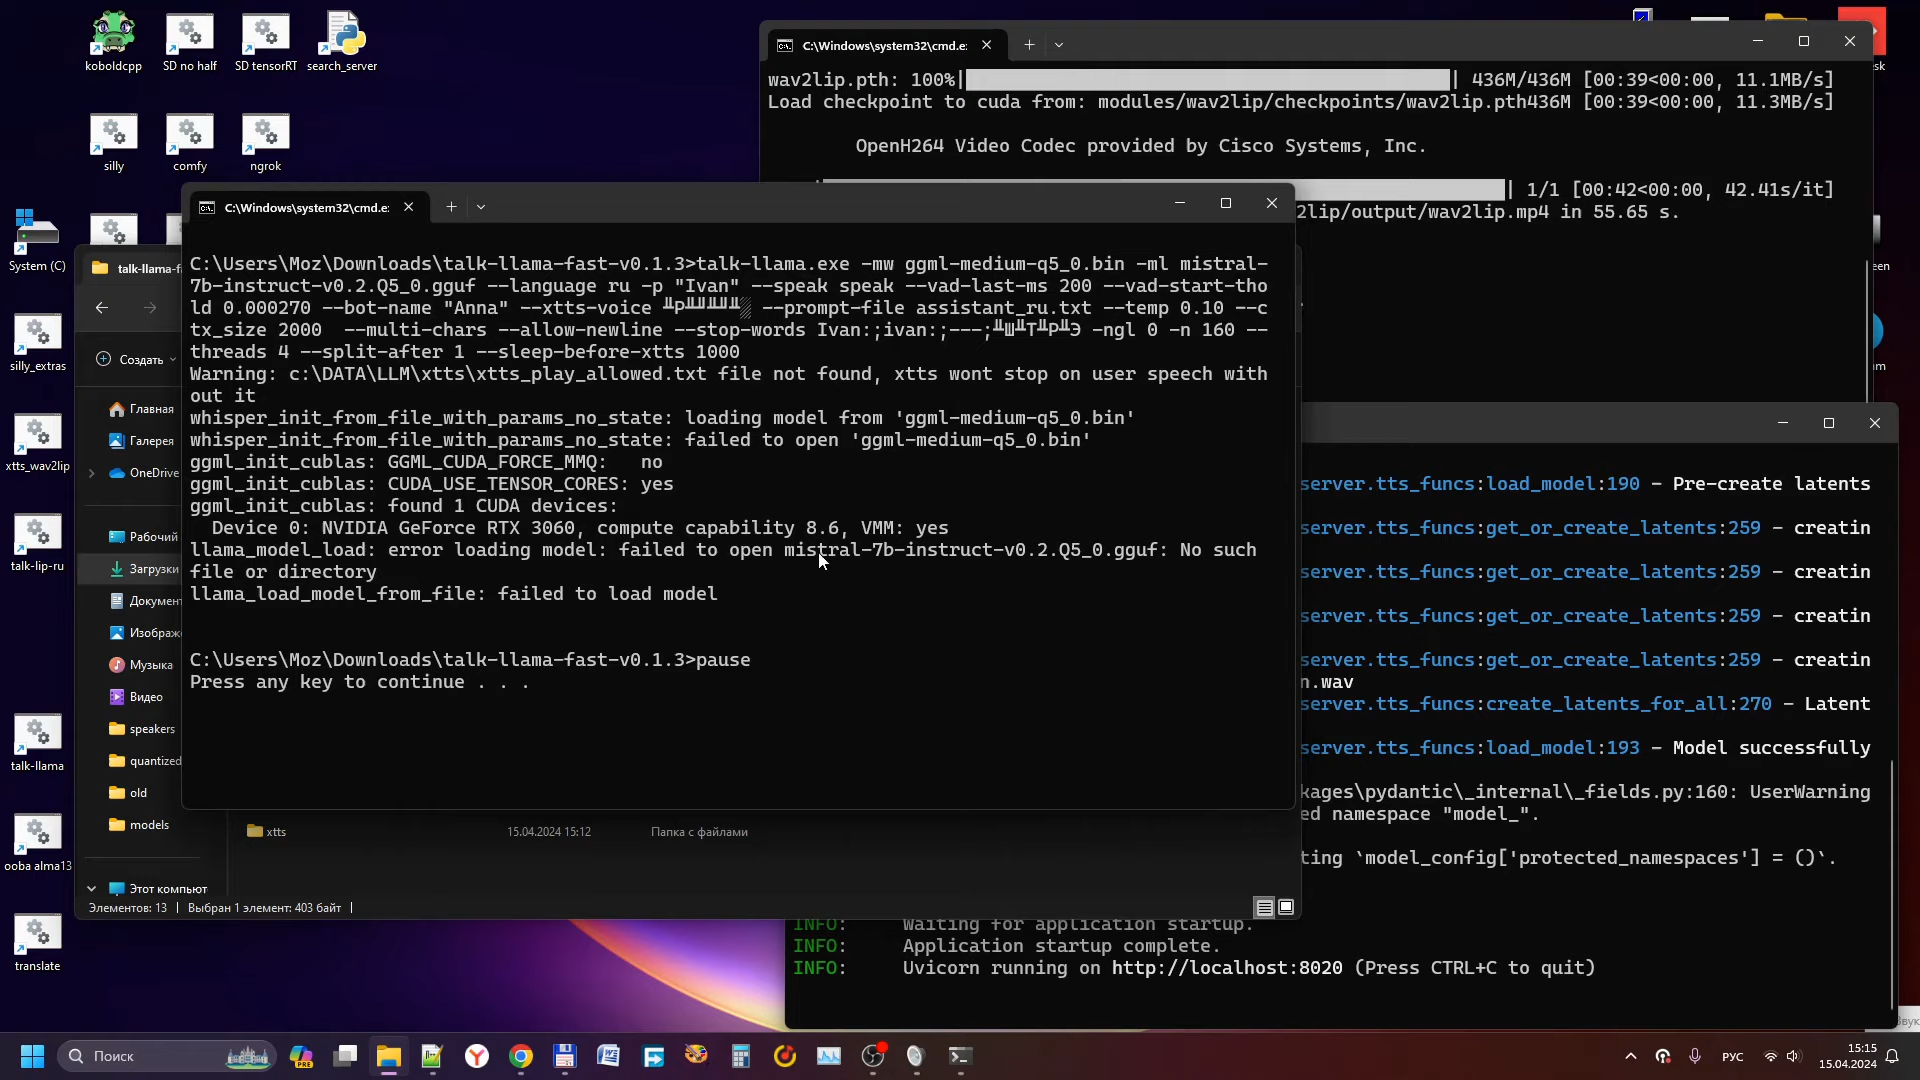 koboldcpp
SD no half
SD tensorRT
search_server
silly
comfy
ngrok
System (C)
silly_extras
xtts_wav2lip
talk-lip-ru
talk-llama
ooba alma13
translate
C:\Windows\system32\cmd.e:
wav2lip.pth: 100%| | 436M/436M [00:39<00:00, 11.1MB/s]
Load checkpoint to cuda from: modules/wav2lip/checkpoints/wav2lip.pth436M [00:39<00:00, 11.3MB/s]
OpenH264 Video Codec provided by Cisco Systems, Inc.
| 1/1 [00:42<00:00, 42.41s/it]
2lip/output/wav2lip.mp4 in 55.65 s.
C:\Windows\system32\cmd.e:
C:\Users\Moz\Downloads\talk-llama-fast-v0.1.3>talk-llama.exe -mw ggml-medium-q5_0.bin -ml mistral-
7b-instruct-v0.2.Q5_0.gguf --language ru -p "Ivan" --speak speak --vad-last-ms 200 --vad-start-tho
ld 0.000270 --bot-name "Anna" --xtts-voice ╨Р╨╜╨╜╨░ --prompt-file assistant_ru.txt --temp 0.10 --c
tx_size 2000  --multi-chars --allow-newline --stop-words Ivan:;ivan:;---; -ngl 0 -n 160 --
threads 4 --split-after 1 --sleep-before-xtts 1000
Warning: c:\DATA\LLM\xtts\xtts_play_allowed.txt file not found, xtts wont stop on user speech with
out it
whisper_init_from_file_with_params_no_state: loading model from 'ggml-medium-q5_0.bin'
whisper_init_from_file_with_params_no_state: failed to open 'ggml-medium-q5_0.bin'
ggml_init_cublas: GGML_CUDA_FORCE_MMQ:   no
ggml_init_cublas: CUDA_USE_TENSOR_CORES: yes
ggml_init_cublas: found 1 CUDA devices:
Device 0: NVIDIA GeForce RTX 3060, compute capability 8.6, VMM: yes
llama_model_load: error loading model: failed to open mistral-7b-instruct-v0.2.Q5_0.gguf: No such
file or directory
llama_load_model_from_file: failed to load model
C:\Users\Moz\Downloads\talk-llama-fast-v0.1.3>pause
Press any key to continue . . .
talk-llama-f
Создать
Главная
Галерея
OneDrive
Рабочий
Загрузки
Документ
Изображ
Музыка
Видео
speakers
quantized
old
models
Этот компьют
xtts
15.04.2024 15:12
Папка с файлами
Элементов: 13
Выбран 1 элемент: 403 байт
server.tts_funcs:load_model:190 - Pre-create latents
server.tts_funcs:get_or_create_latents:259 - creatin
server.tts_funcs:get_or_create_latents:259 - creatin
server.tts_funcs:get_or_create_latents:259 - creatin
server.tts_funcs:get_or_create_latents:259 - creatin
n.wav
server.tts_funcs:create_latents_for_all:270 - Latent
server.tts_funcs:load_model:193 - Model successfully
kages\pydantic\_internal\_fields.py:160: UserWarning
ed namespace "model_".
ting `model_config['protected_namespaces'] = ()`.
INFO:     Waiting for application startup.
INFO:     Application startup complete.
INFO:     Uvicorn running on http://localhost:8020 (Press CTRL+C to quit)
Поиск
PRE
РУС
15:15
15.04.2024